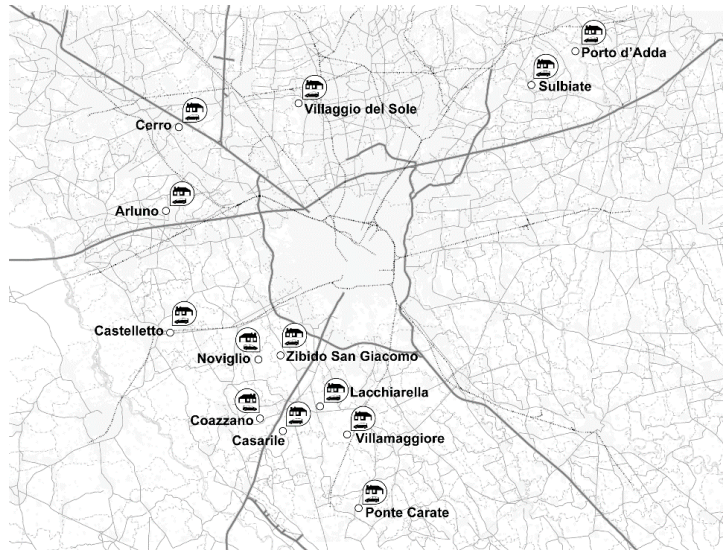 Porto d’Adda
Sulbiate
Villaggio del Sole
Cerro
Arluno
Castelletto
Noviglio
Zibido San Giacomo
Lacchiarella
Coazzano
Casarile
Villamaggiore
Ponte Carate